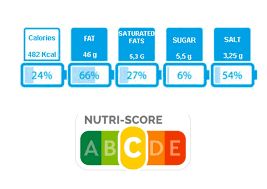 Calories
482 Kcal
FAT
46 g
SATURATED
FATS
5,3 G
SUGAR
5,5 g
SALT
3,25 g
24%
66%
27%
6%
54%
NUTRI-SCORE
A B C D E